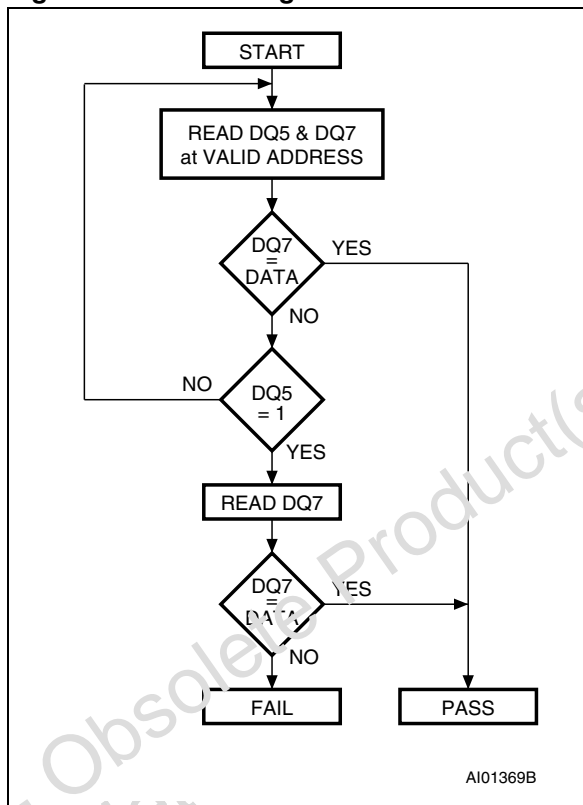 START
READ DQ5 & DQ7
at VALID ADDRESS
DQ7
=
DATA
YES
NO
NO
DQ5
= 1
YES
READ DQ7
DQ7
=
DATA
YES
NO
FAIL
PASS
AI01369B
Obsolete Product(s